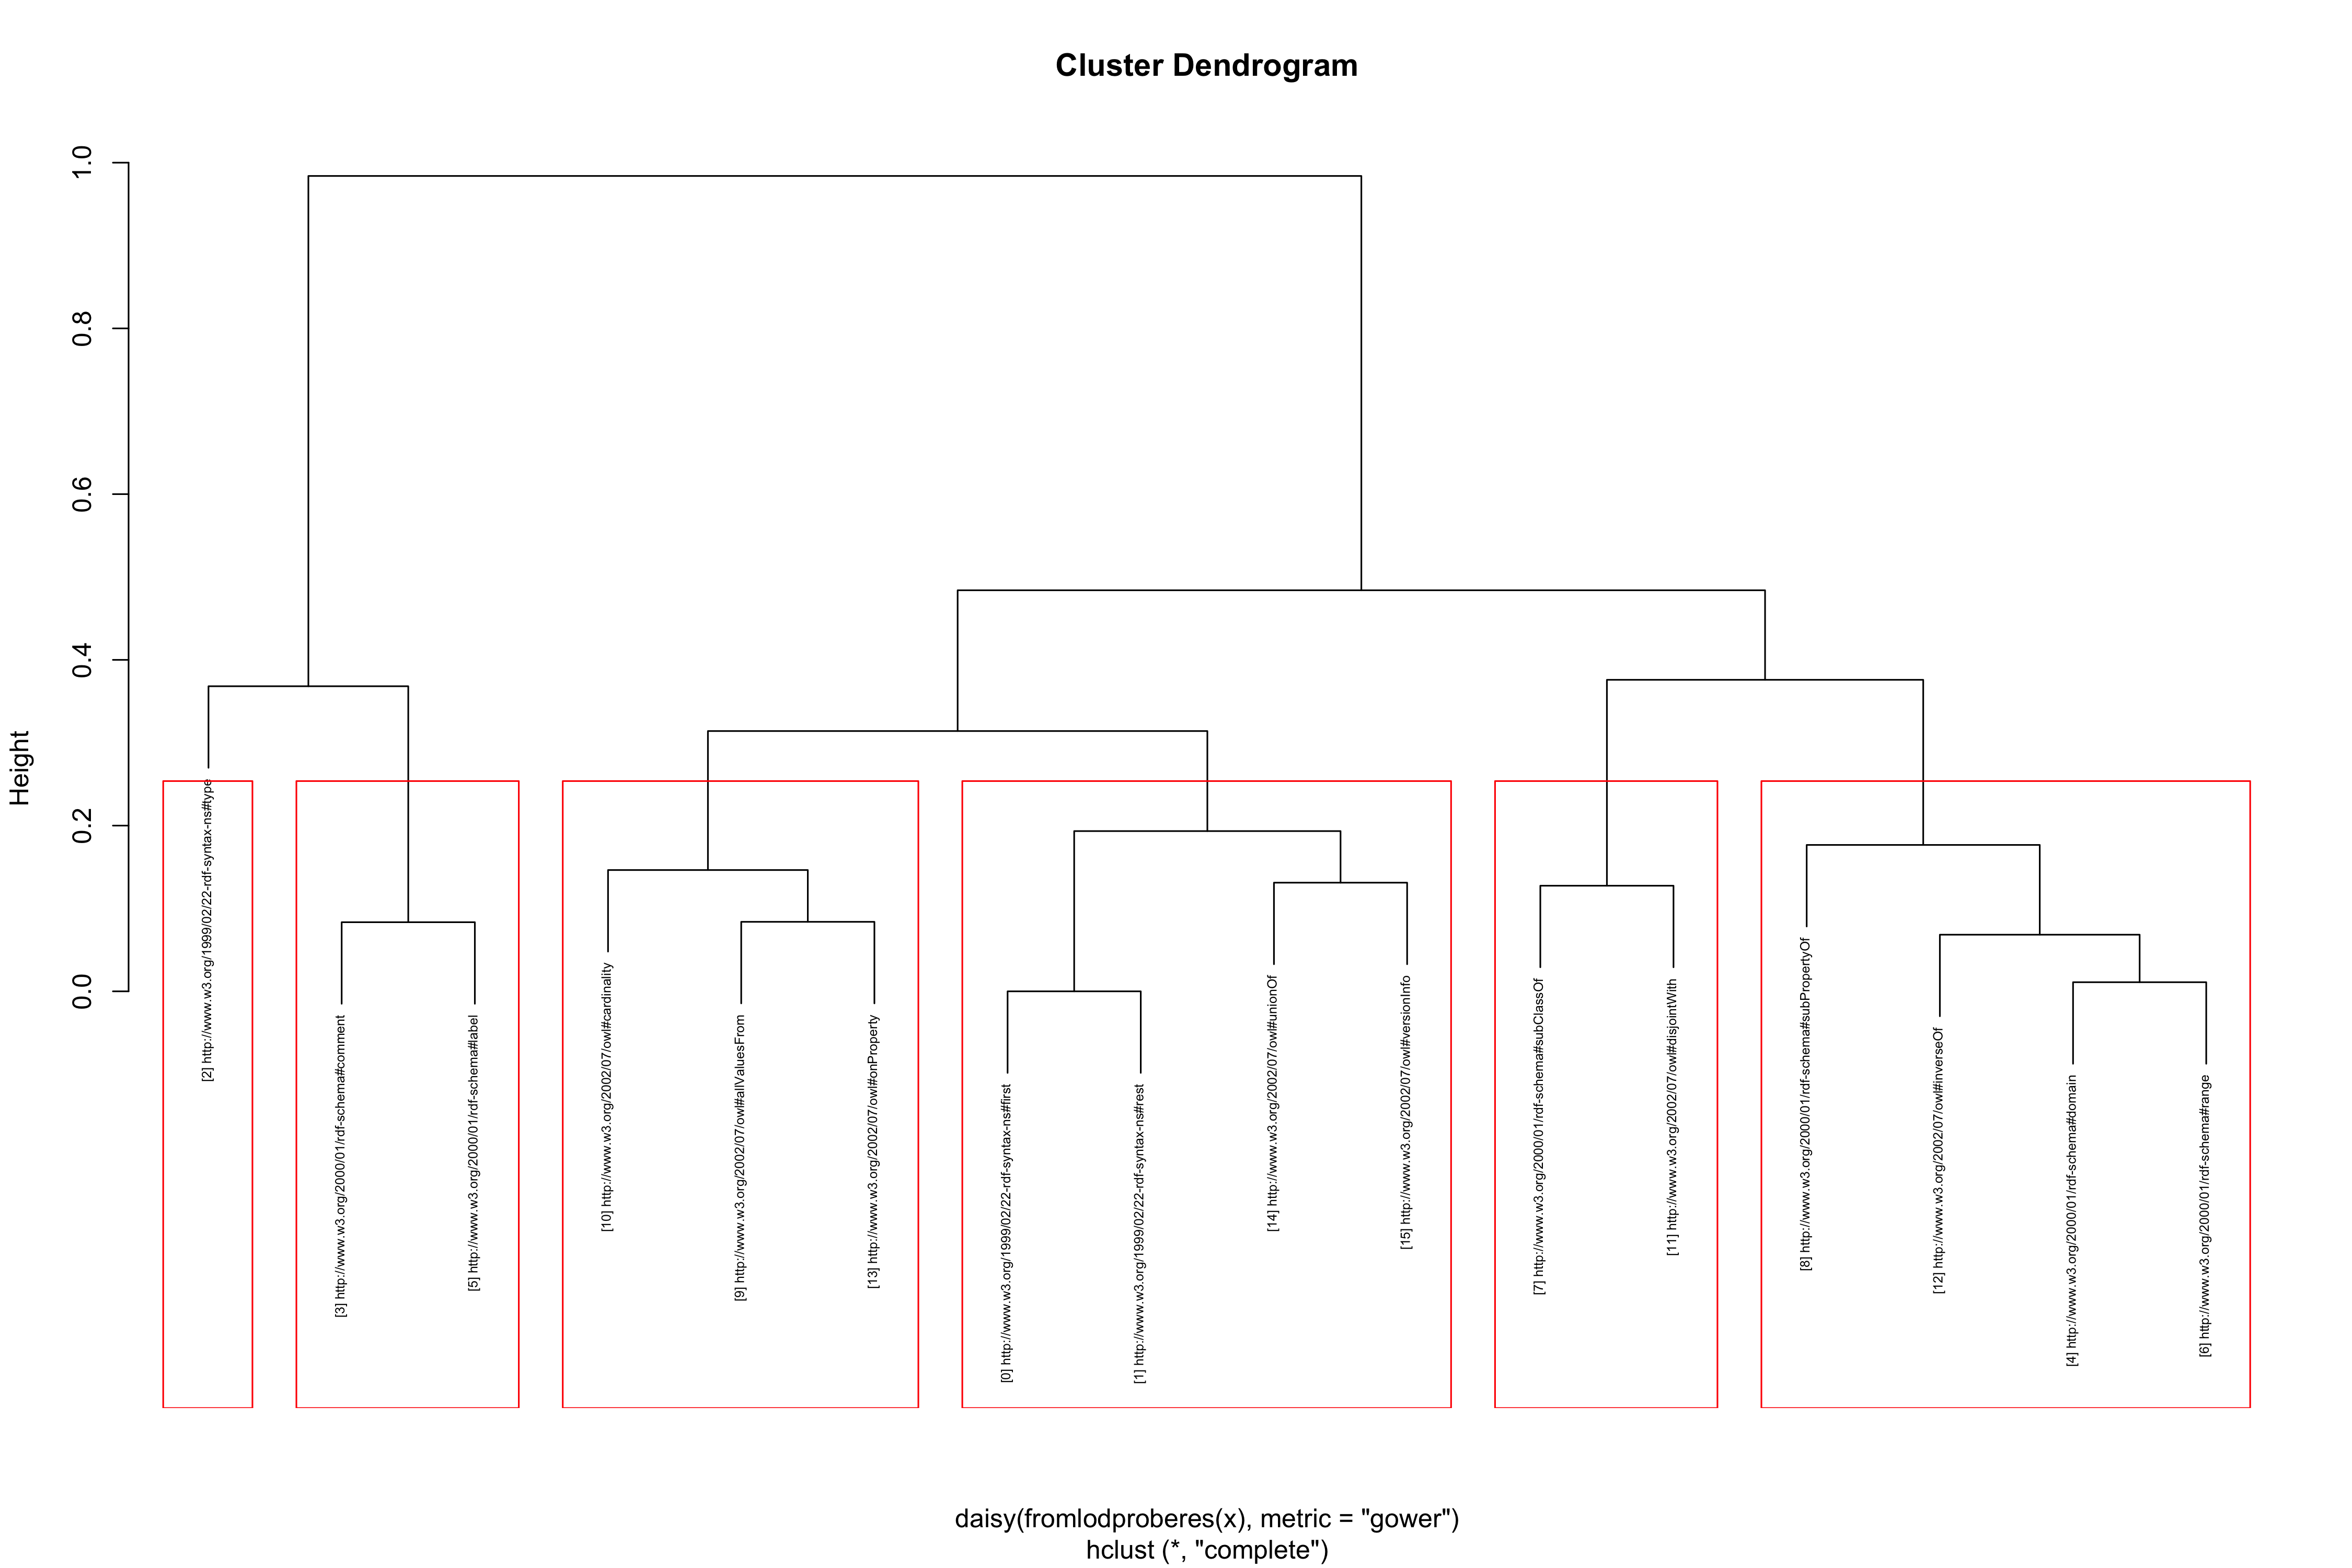 Cluster Dendrogram
Height
1.0
0.8
0.6
0.4
0.2
0.0
[2] http://www.w3.org/1999/02/22-rdf-syntax-ns#type
[3] http://www.w3.org/2000/01/rdf-schema#comment
[5] http://www.w3.org/2000/01/rdf-schema#label
[10] http://www.w3.org/2002/07/owl#cardinality
[9] http://www.w3.org/2002/07/owl#allValuesFrom
[13] http://www.w3.org/2002/07/owl#onProperty
[0] http://www.w3.org/1999/02/22-rdf-syntax-ns#first
[1] http://www.w3.org/1999/02/22-rdf-syntax-ns#rest
[14] http://www.w3.org/2002/07/owl#unionOf
[15] http://www.w3.org/2002/07/owl#versionInfo
[7] http://www.w3.org/2000/01/rdf-schema#subClassOf
[11] http://www.w3.org/2002/07/owl#disjointWith
[8] http://www.w3.org/2000/01/rdf-schema#subPropertyOf
[12] http://www.w3.org/2002/07/owl#inverseOf
[4] http://www.w3.org/2000/01/rdf-schema#domain
[6] http://www.w3.org/2000/01/rdf-schema#range
daisy(fromlodproberes(x), metric = "gower")
hclust (*, "complete")